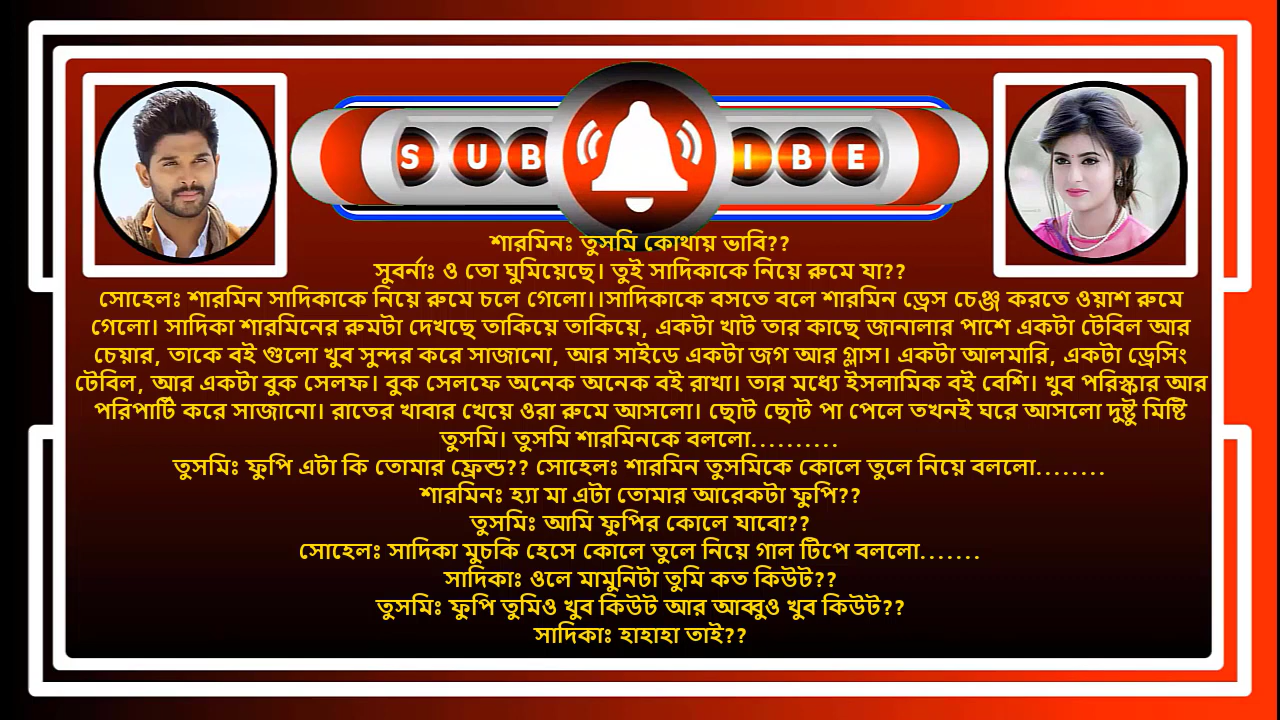 SUB IBE
শারমিনঃ তুসমি কোথায় ভাবি??
সুবর্নাঃ ও তো ঘুমিয়েছে। তুই সাদিকাকে নিয়ে রুমে যা??
সোহেলঃ শারমিন সাদিকাকে নিয়ে রুমে চলে গেলো।।সাদিকাকে বসতে বলে শারমিন ড্রেস চেঞ্জ করতে ওয়াশ রুমে
গেলো। সাদিকা শারমিনের রুমটা দেখছে তাকিয়ে তাকিয়ে, একটা খাট তার কাছে জানালার পাশে একটা টেবিল আর
চেয়ার, তাকে বই গুলো খুব সুন্দর করে সাজানো, আর সাইডে একটা জগ আর গ্লাস। একটা আলমারি, একটা ড্রেসিং
টেবিল, আর একটা বুক সেলফ। বুক সেলফে অনেক অনেক বই রাখা। তার মধ্যে ইসলামিক বই বেশি। খুব পরিস্কার আর
পরিপার্টি করে সাজানো। রাতের খাবার খেয়ে ওরা রুমে আসলো। ছোট ছোট পা পেলে তখনই ঘরে আসলো দুষ্টু মিষ্টি
তুসমি। তুসমি শারমিনকে বললো..........
তুসমিঃ ফুপি এটা কি তোমার ফ্রেন্ড?? সোহেলঃ শারমিন তুসমিকে কোলে তুলে নিয়ে বললো........
শারমিনঃ হ্যা মা এটা তোমার আরেকটা ফুপি??
তুসমিঃ আমি ফুপির কোলে যাবো??
সোহেলঃ সাদিকা মুচকি হেসে কোলে তুলে নিয়ে গাল টিপে বললো.......
সাদিকাঃ ওলে মামুনিটা তুমি কত কিউট??
তুসমিঃ ফুপি তুমিও খুব কিউট আর আব্বুও খুব কিউট??
সাদিকাঃ হাহাহা তাই??